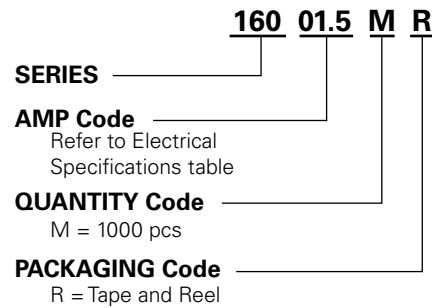 160 01.5 M R
SERIES
AMP Code
Refer to Electrical
Specifications table
QUANTITY Code
M = 1000 pcs
PACKAGING Code
R = Tape and Reel